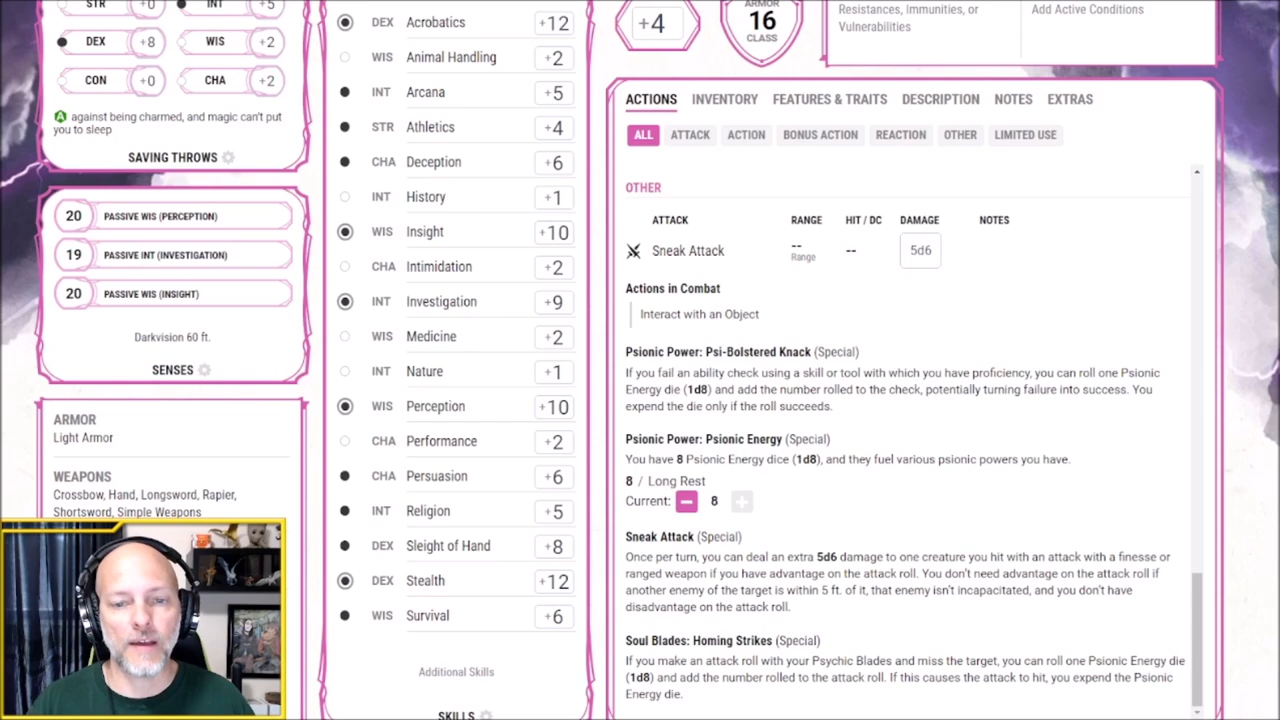 STR +0 INT +5
DEX +8 WIS +2
CON +0 CHA +2
A against being charmed, and magic can't put
you to sleep
SAVING THROWS
20 PASSIVE WIS (PERCEPTION)
19 PASSIVE INT (INVESTIGATION)
20 PASSIVE WIS (INSIGHT)
Darkvision 60 ft.
SENSES
ARMOR
Light Armor
WEAPONS
Crossbow, Hand, Longsword, Rapier,
Shortsword, Simple Weapons
DEX Acrobatics +12
WIS Animal Handling +2
INT Arcana +5
STR Athletics +4
CHA Deception +6
INT History +1
WIS Insight +10
CHA Intimidation +2
INT Investigation +9
WIS Medicine +2
INT Nature +1
WIS Perception +10
CHA Performance +2
CHA Persuasion +6
INT Religion +5
DEX Sleight of Hand +8
DEX Stealth +12
WIS Survival +6
Additional Skills
SKILLS
+4
ARMOR
16
CLASS
Resistances, Immunities, or
Vulnerabilities
Add Active Conditions
ACTIONS INVENTORY FEATURES & TRAITS DESCRIPTION NOTES EXTRAS
ALL ATTACK ACTION BONUS ACTION REACTION OTHER LIMITED USE
OTHER
ATTACK RANGE HIT / DC DAMAGE NOTES
Sneak Attack -- -- 5d6
Range
Actions in Combat
Interact with an Object
Psionic Power: Psi-Bolstered Knack (Special)
If you fail an ability check using a skill or tool with which you have proficiency, you can roll one Psionic
Energy die (1d8) and add the number rolled to the check, potentially turning failure into success. You
expend the die only if the roll succeeds.
Psionic Power: Psionic Energy (Special)
You have 8 Psionic Energy dice (1d8), and they fuel various psionic powers you have.
8 / Long Rest
Current: − 8 +
Sneak Attack (Special)
Once per turn, you can deal an extra 5d6 damage to one creature you hit with an attack with a finesse or
ranged weapon if you have advantage on the attack roll. You don't need advantage on the attack roll if
another enemy of the target is within 5 ft. of it, that enemy isn't incapacitated, and you don't have
disadvantage on the attack roll.
Soul Blades: Homing Strikes (Special)
If you make an attack roll with your Psychic Blades and miss the target, you can roll one Psionic Energy die
(1d8) and add the number rolled to the attack roll. If this causes the attack to hit, you expend the Psionic
Energy die.